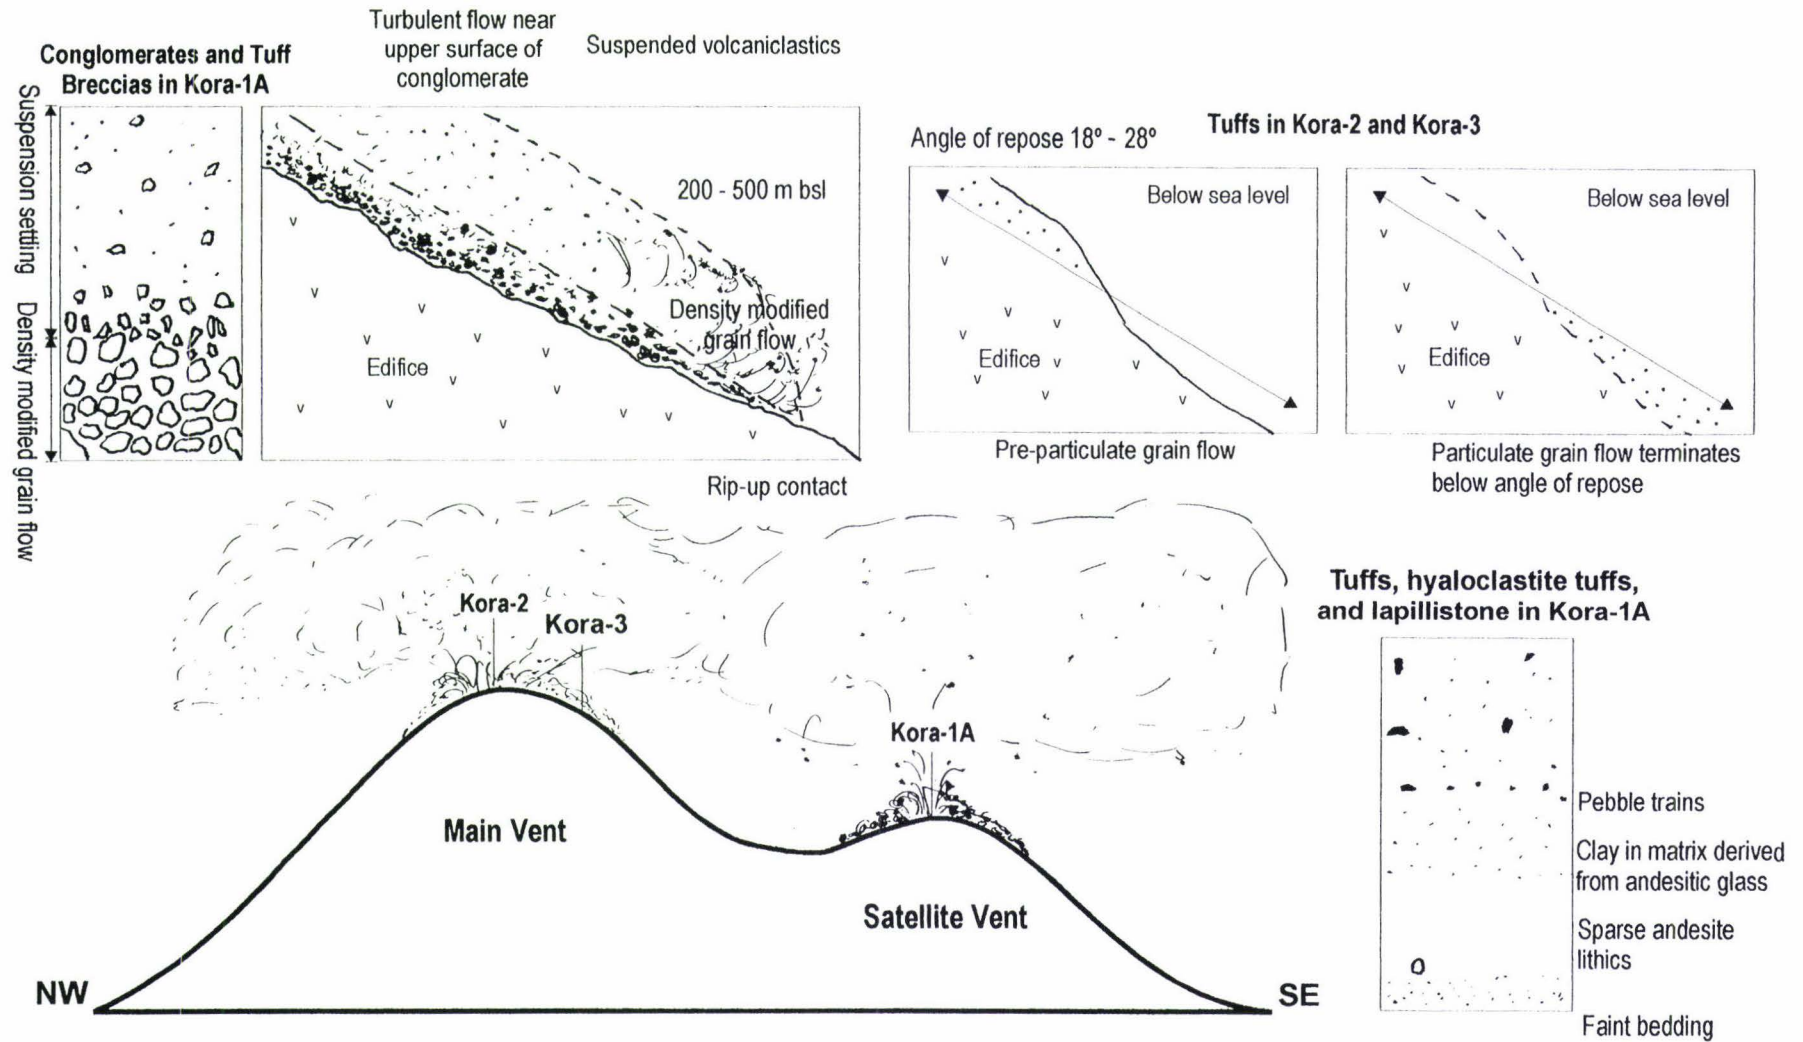 Conglomerates and Tuff
Breccias in Kora-1A
Turbulent flow near
upper surface of
conglomerate
Suspended volcaniclastics
Suspension settling
Density modified grain flow
200 - 500 m bsl
Density modified
grain flow
Edifice
v v v v v v v v v v v v v v v
Rip-up contact
Tuffs in Kora-2 and Kora-3
Angle of repose 18º - 28º
Below sea level
Edifice
v v v v v v v v v
Pre-particulate grain flow
Below sea level
Edifice
v v v v v v v v v
Particulate grain flow terminates
below angle of repose
Kora-2
Kora-3
Kora-1A
Main Vent
Satellite Vent
NW
SE
Tuffs, hyaloclastite tuffs,
and lapillistone in Kora-1A
Pebble trains
Clay in matrix derived
from andesitic glass
Sparse andesite
lithics
Faint bedding